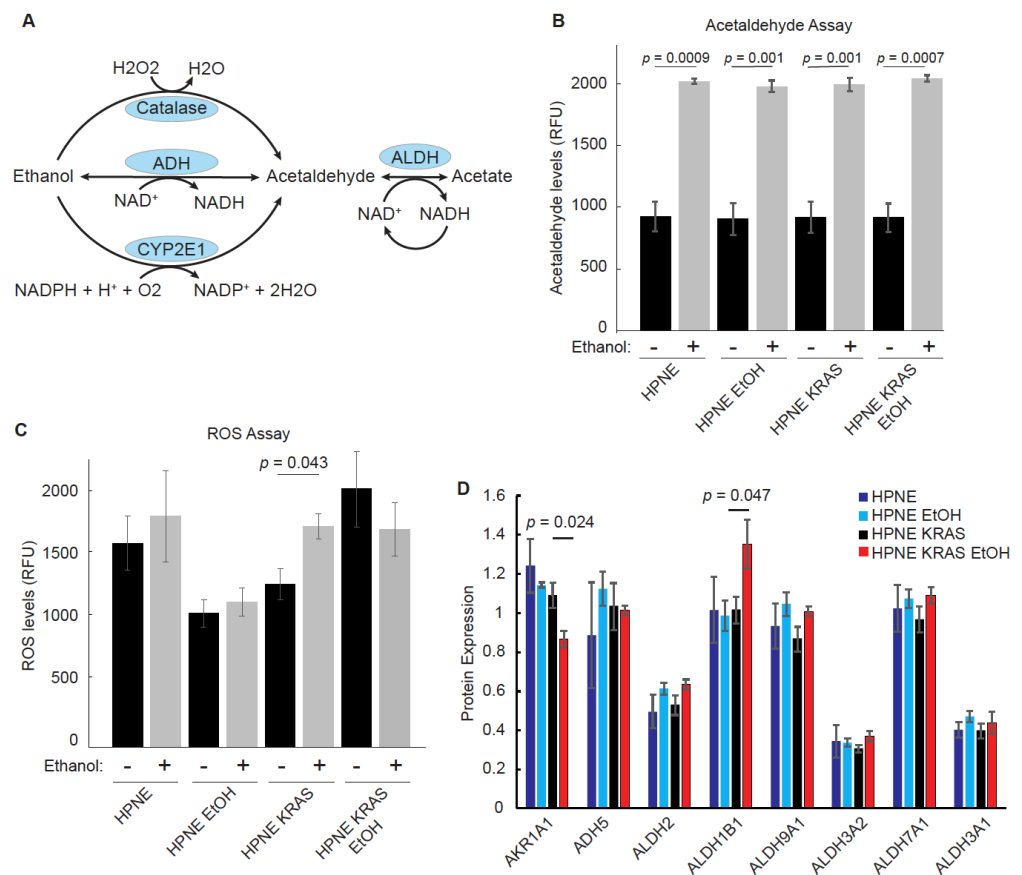 A
H2O2 H2O
Catalase
ADH
ALDH
Ethanol Acetaldehyde Acetate
NAD⁺ NADH
NAD⁺ NADH
CYP2E1
NADPH + H⁺ + O2 NADP⁺ + 2H2O
B
Acetaldehyde Assay
p = 0.0009 p = 0.001 p = 0.001 p = 0.0007
Acetaldehyde levels (RFU)
2000
1500
1000
500
0
Ethanol: - + - + - + - +
HPNE
HPNE EtOH
HPNE KRAS
HPNE KRAS
EtOH
C
ROS Assay
p = 0.043
ROS levels (RFU)
2000
1500
1000
500
0
Ethanol: - + - + - + - +
HPNE
HPNE EtOH
HPNE KRAS
HPNE KRAS
EtOH
D
p = 0.024
p = 0.047
HPNE
HPNE EtOH
HPNE KRAS
HPNE KRAS EtOH
Protein Expression
1.6
1.4
1.2
1
0.8
0.6
0.4
0.2
0
AKR1A1
ADH5
ALDH2
ALDH1B1
ALDH9A1
ALDH3A2
ALDH7A1
ALDH3A1